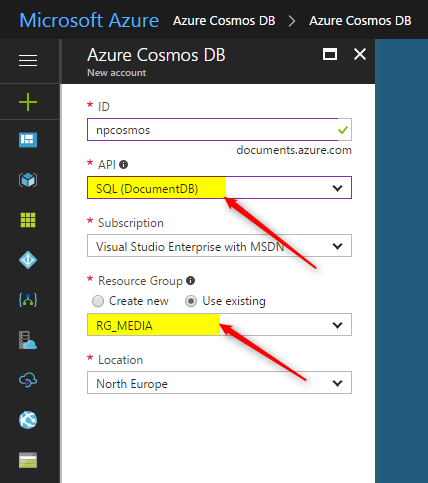 Microsoft Azure Azure Cosmos DB > Azure Cosmos DB
Azure Cosmos DB
New account
* ID
npcosmos
documents.azure.com
* API
SQL (DocumentDB)
* Subscription
Visual Studio Enterprise with MSDN
* Resource Group
Create new Use existing
RG_MEDIA
* Location
North Europe